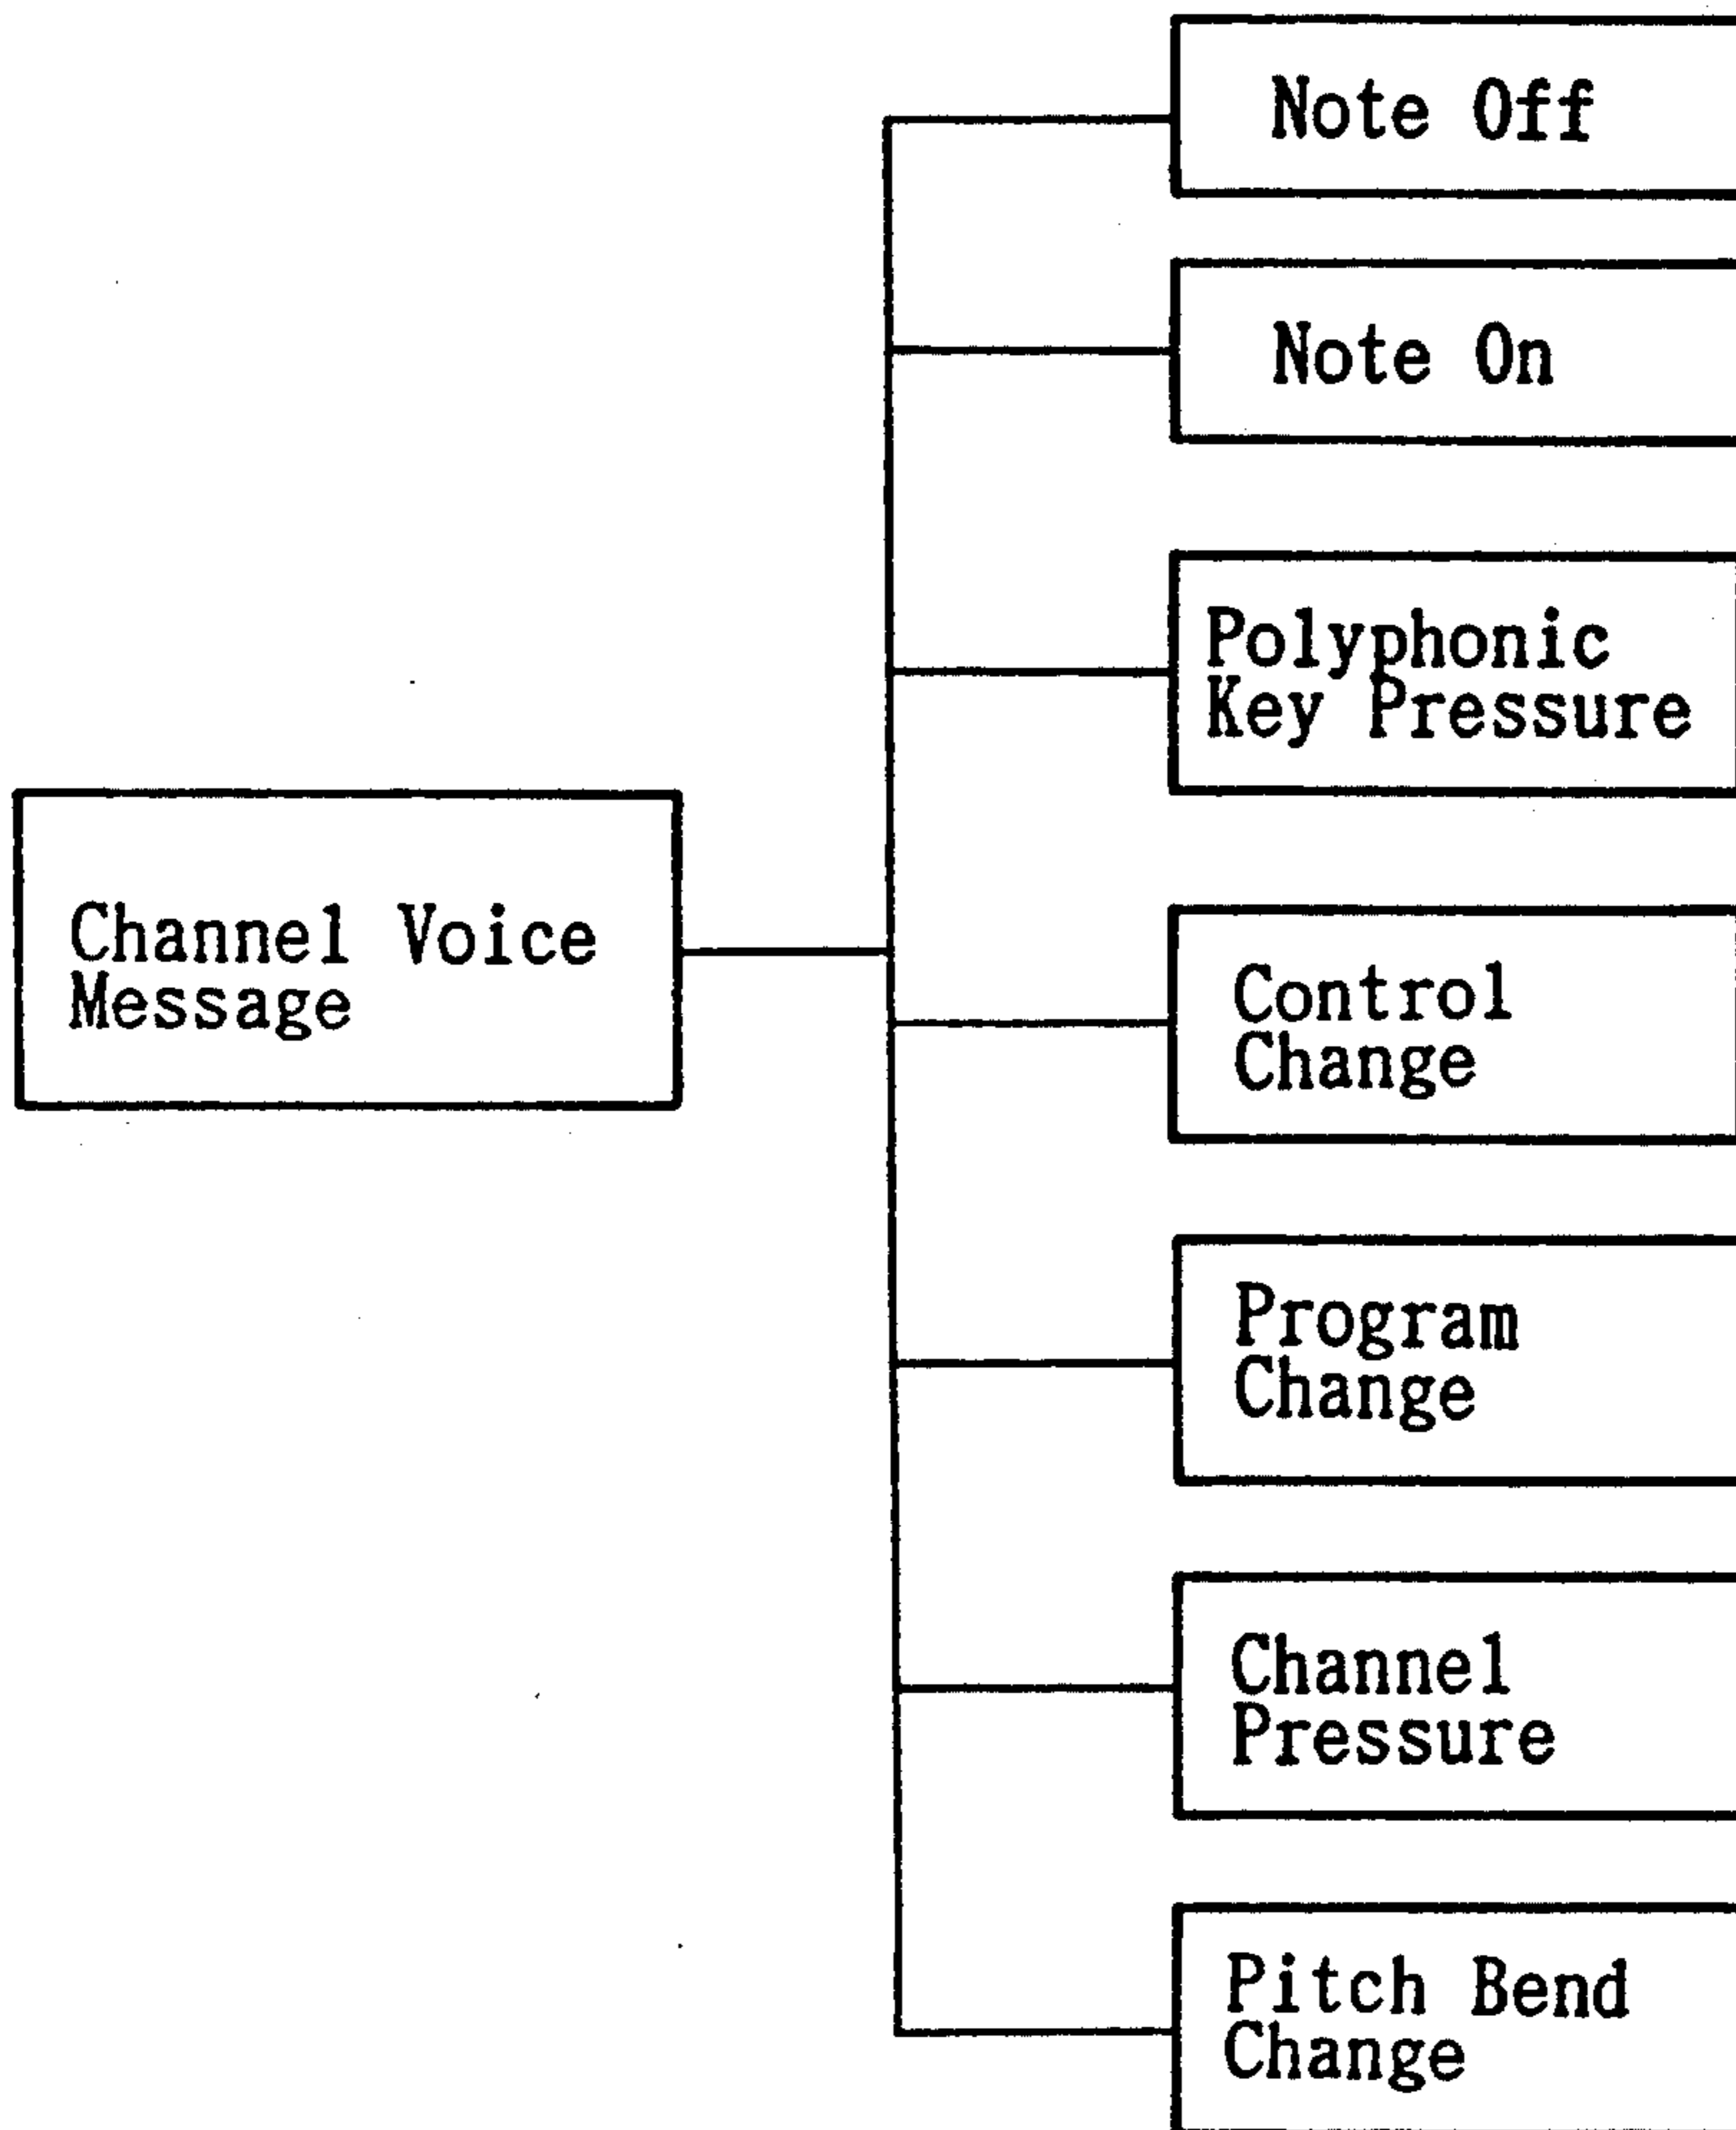 Note Off
Note On
Polyphonic
Key Pressure
Channel Voice
Message
Control
Change
Program
Change
Channel
Pressure
Pitch Bend
Change